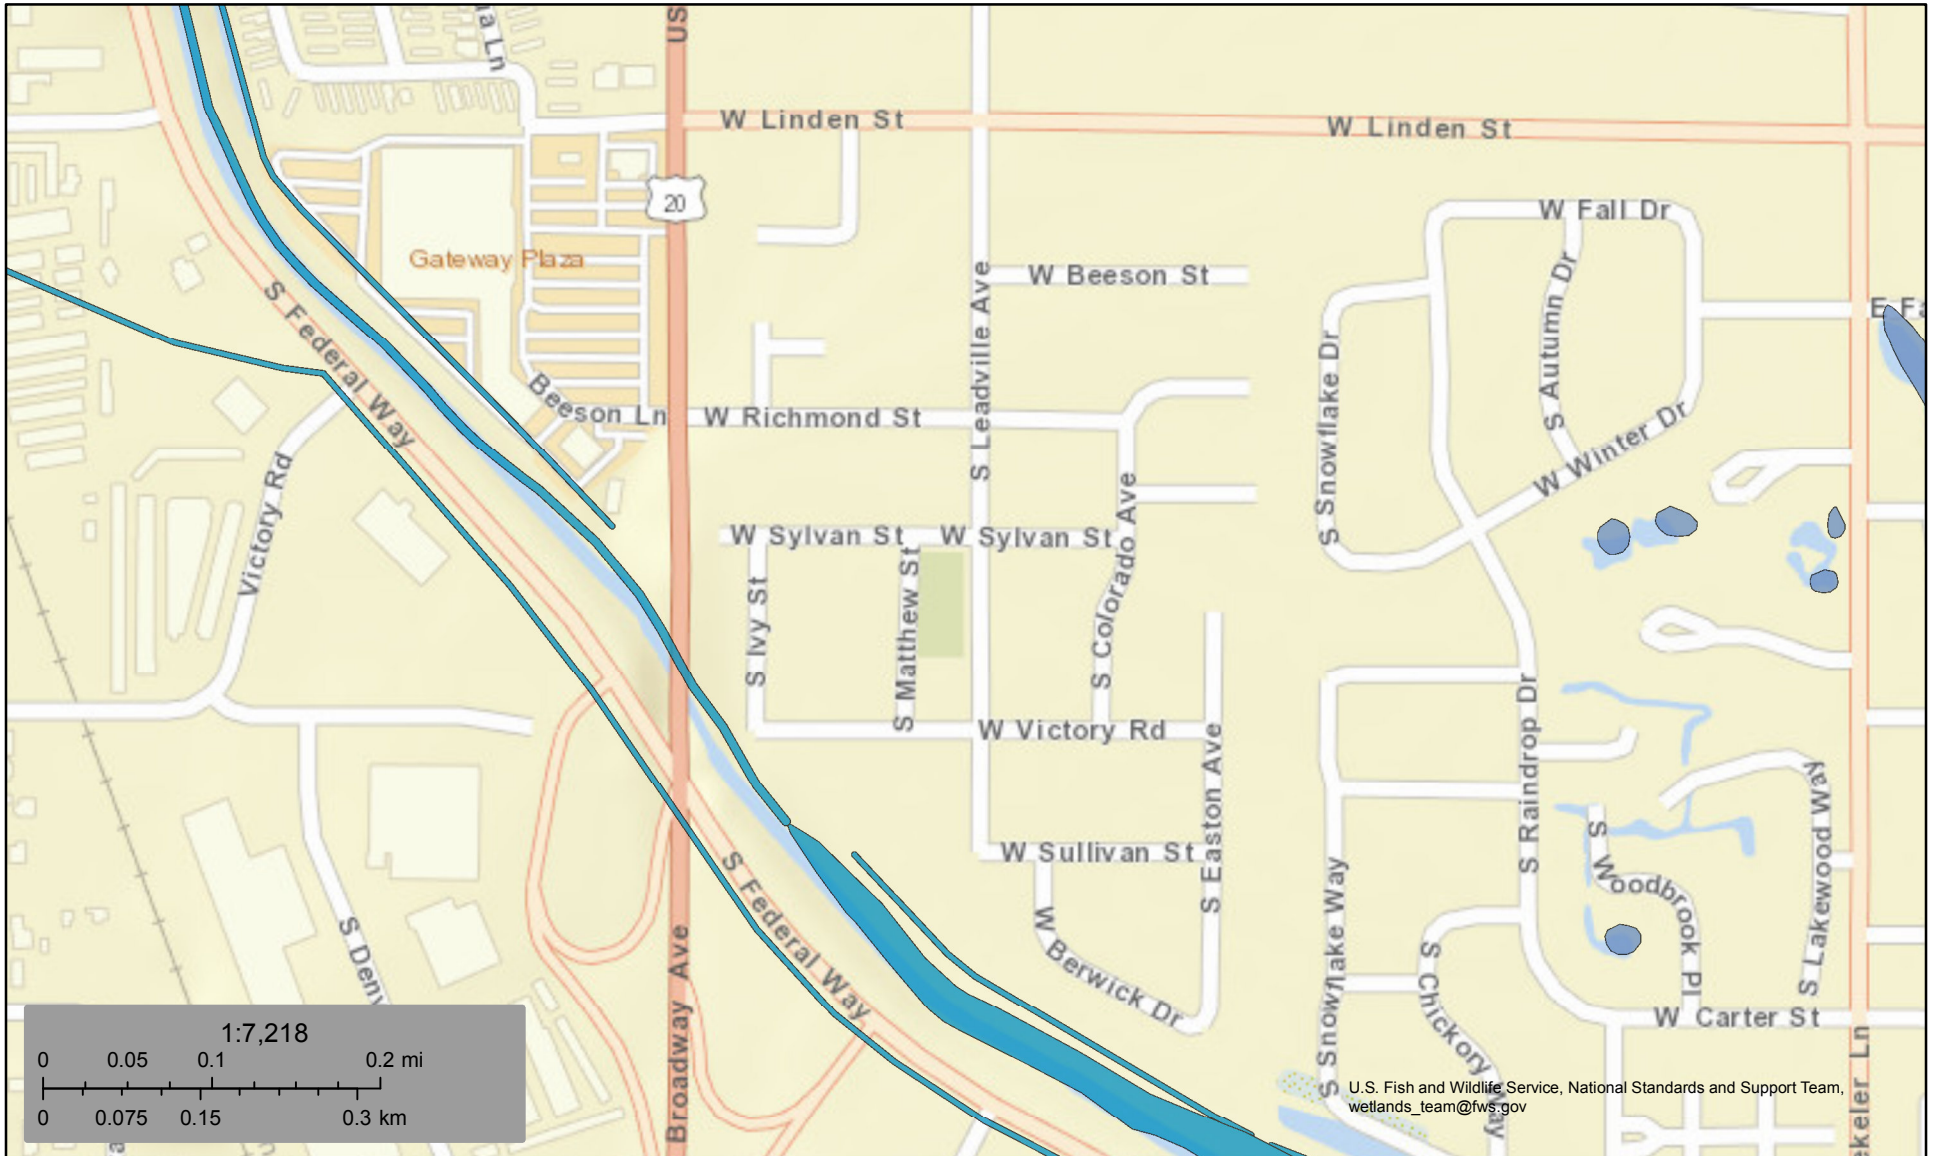 US
W Linden St
W Linden St
20
W Fall Dr
Gateway Plaza
W Beeson St
S Federal Way
S Leadville Ave
S Autumn Dr
S Snowflake Dr
Beeson Ln
W Richmond St
W Winter Dr
Victory Rd
W Sylvan St
W Sylvan St
S Ivy St
S Matthew St
S Colorado Ave
W Victory Rd
S Easton Ave
S Raindrop Dr
W Sullivan St
S Federal Way
S Woodbrook Pl
S Lakewood Way
W Berwick Dr
S Snowflake Way
S Chickory Way
W Carter St
Broadway Ave
1:7,218
0 0.05 0.1 0.2 mi
0 0.075 0.15 0.3 km
U.S. Fish and Wildlife Service, National Standards and Support Team,
wetlands_team@fws.gov